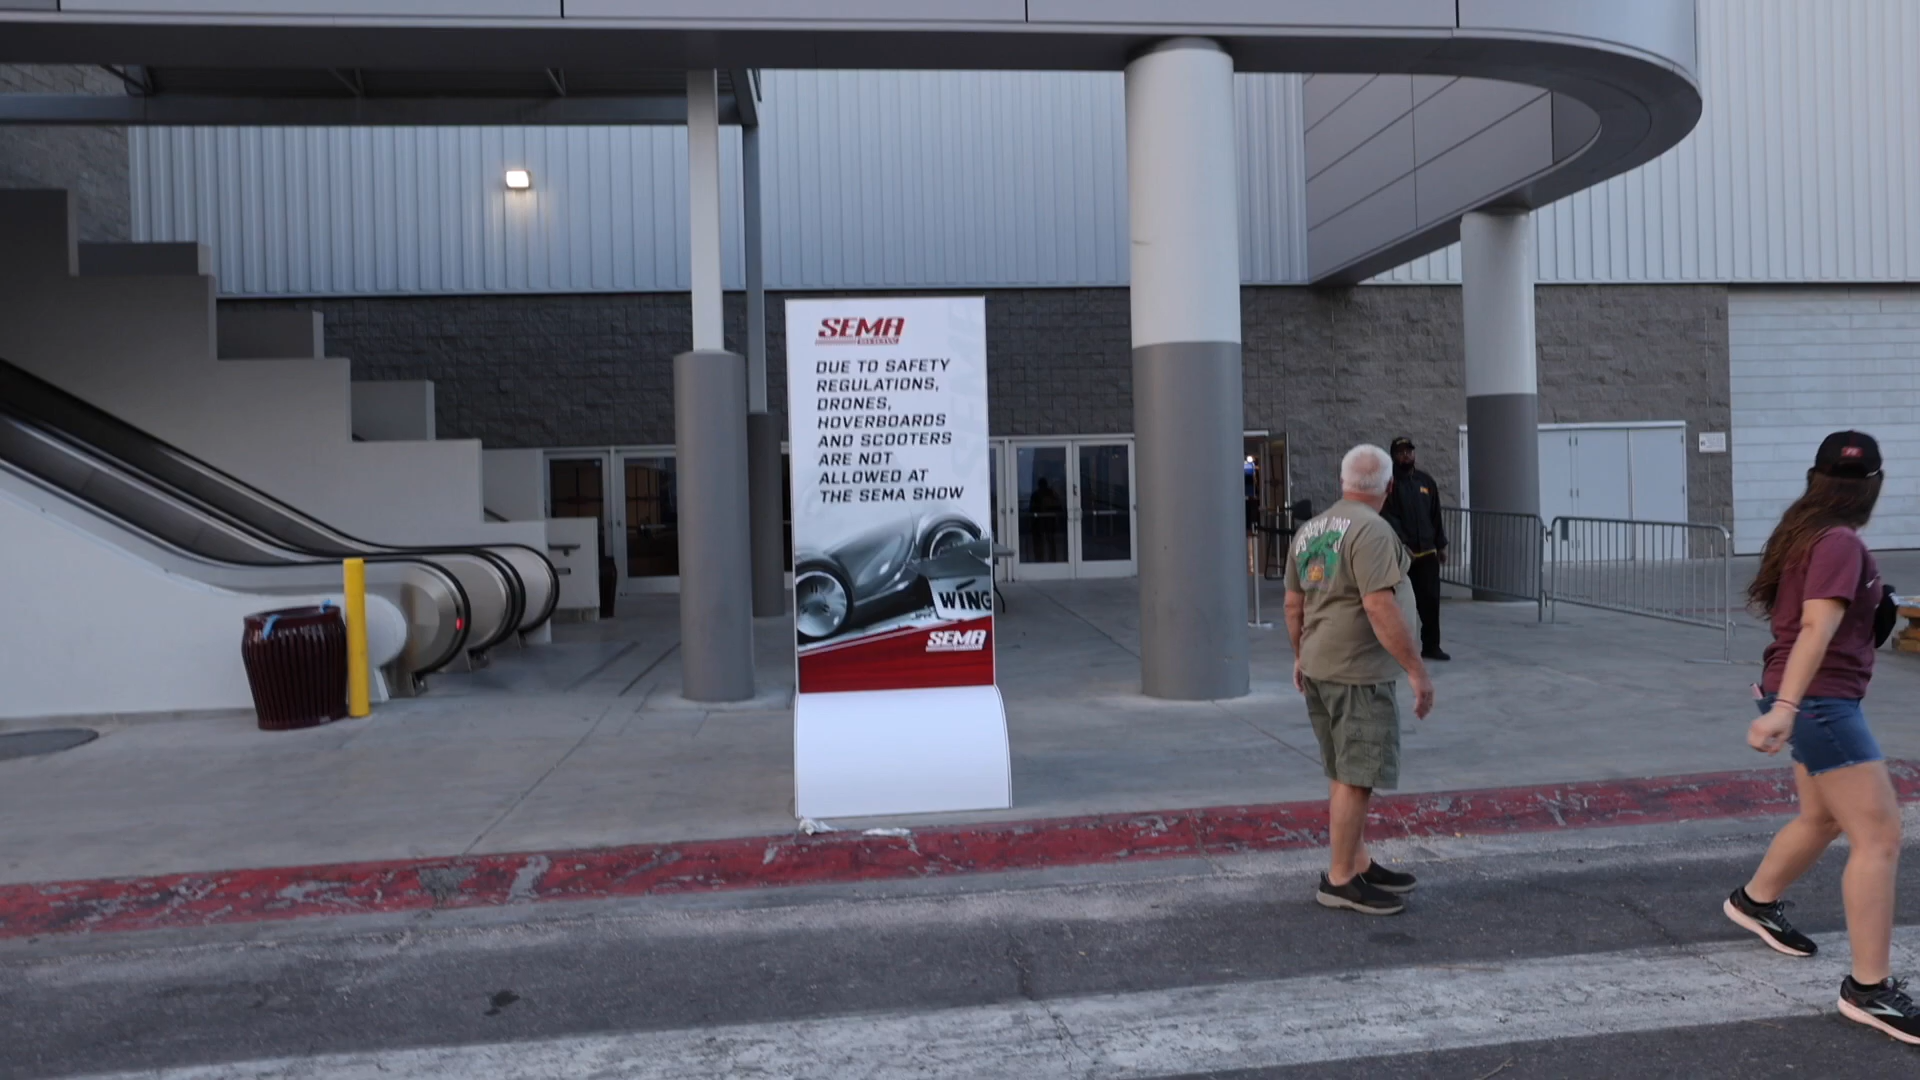 SEMA
DUE TO SAFETY
REGULATIONS,
DRONES,
HOVERBOARDS
AND SCOOTERS
ARE NOT
ALLOWED AT
THE SEMA SHOW
WING
SEMA